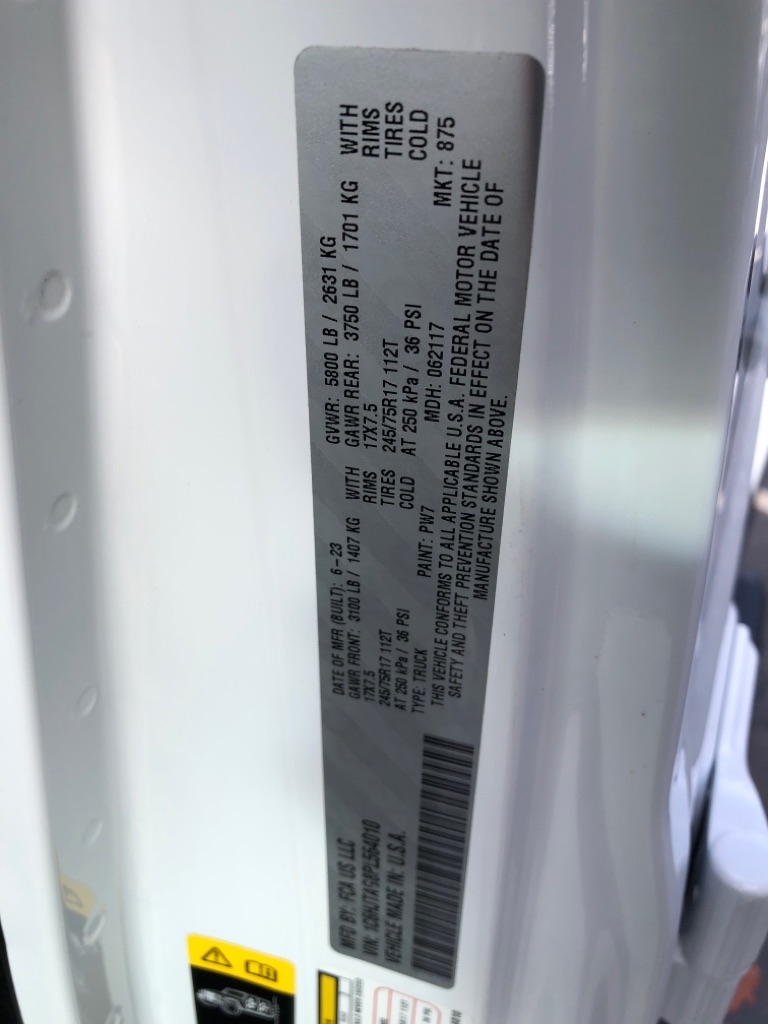 MFD BY: FCA US LLC
DATE OF MFR (BUILT): 6-23
GVWR: 5800 LB / 2631 KG
GAWR FRONT: 3100 LB / 1407 KG WITH
GAWR REAR: 3750 LB / 1701 KG WITH
17X7.5 RIMS
17X7.5 RIMS
245/75R17 112T TIRES
245/75R17 112T TIRES
AT 250 kPa / 36 PSI COLD
AT 250 kPa / 36 PSI COLD
VEHICLE MADE IN: U.S.A.
TYPE: TRUCK PAINT: PW7 MDH: 062117 MKT: 875
THIS VEHICLE CONFORMS TO ALL APPLICABLE U.S.A. FEDERAL MOTOR VEHICLE
SAFETY AND THEFT PREVENTION STANDARDS IN EFFECT ON THE DATE OF
MANUFACTURE SHOWN ABOVE.
VIN: